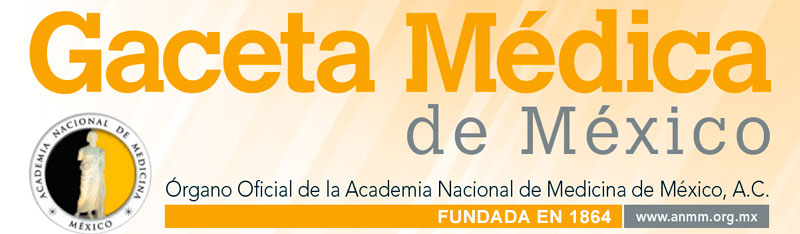 Gaceta Médica
de México
ACADEMIA NACIONAL DE MEDICINA
MÉXICO
Órgano Oficial de la Academia Nacional de Medicina de México, A.C.
FUNDADA EN 1864
www.anmm.org.mx